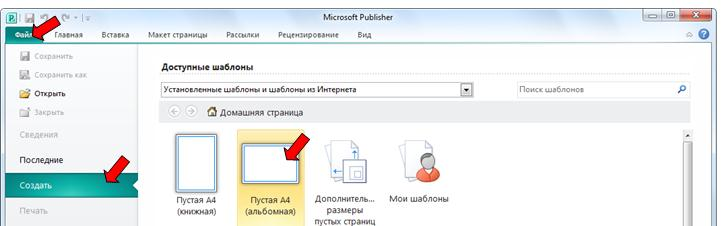 Microsoft Publisher
Файл Главная Вставка Макет страницы Рассылки Рецензирование Вид
Сохранить
Сохранить как
Открыть
Закрыть
Сведения
Последние
Создать
Печать
Доступные шаблоны
Установленные шаблоны и шаблоны из Интернета
Поиск шаблонов
Домашняя страница
Пустая A4
(книжная)
Пустая A4
(альбомная)
Дополнитель...
размеры
пустых страниц
Мои шаблоны